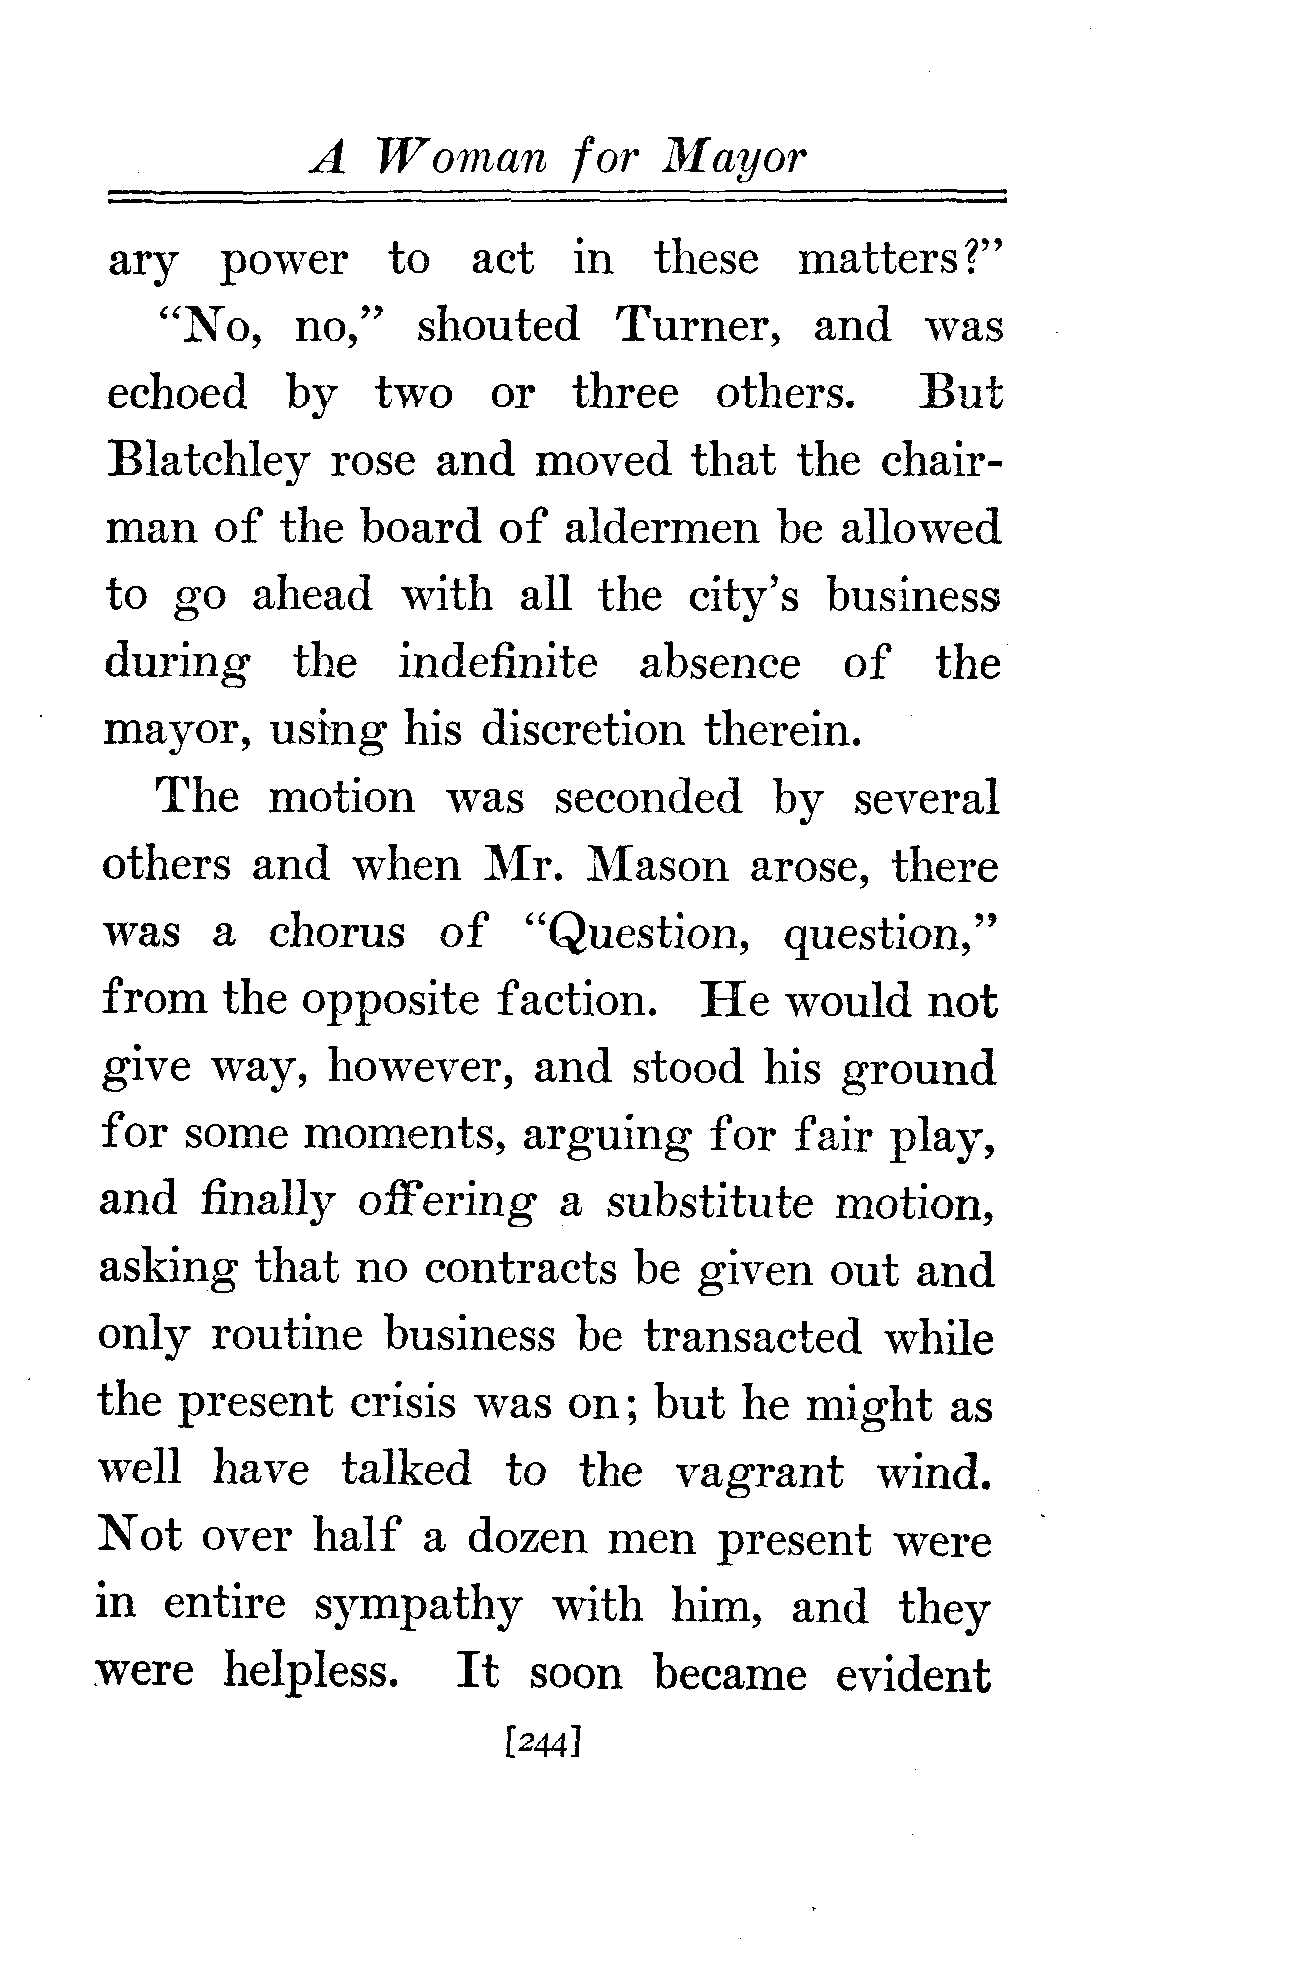 A Woman for Mayor
ary power to act in these matters?”
“No, no,” shouted Turner, and was
echoed by two or three others. But
Blatchley rose and moved that the chair-
man of the board of aldermen be allowed
to go ahead with all the city’s business
during the indefinite absence of the
mayor, using his discretion therein.
The motion was seconded by several
others and when Mr. Mason arose, there
was a chorus of “Question, question,”
from the opposite faction. He would not
give way, however, and stood his ground
for some moments, arguing for fair play,
and finally offering a substitute motion,
asking that no contracts be given out and
only routine business be transacted while
the present crisis was on; but he might as
well have talked to the vagrant wind.
Not over half a dozen men present were
in entire sympathy with him, and they
were helpless. It soon became evident
[244]